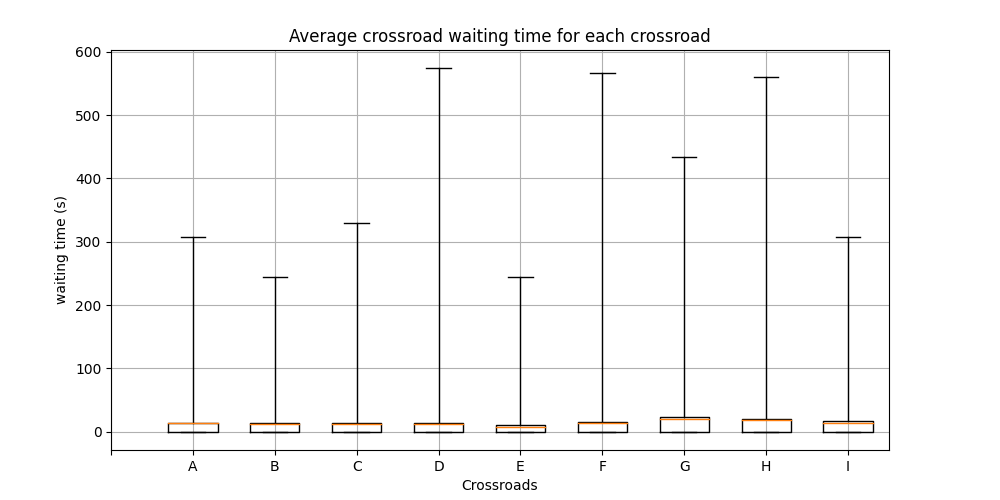 Average crossroad waiting time for each crossroad
600
500
400
300
200
100
0
waiting time (s)
A B C D E F G H I
Crossroads